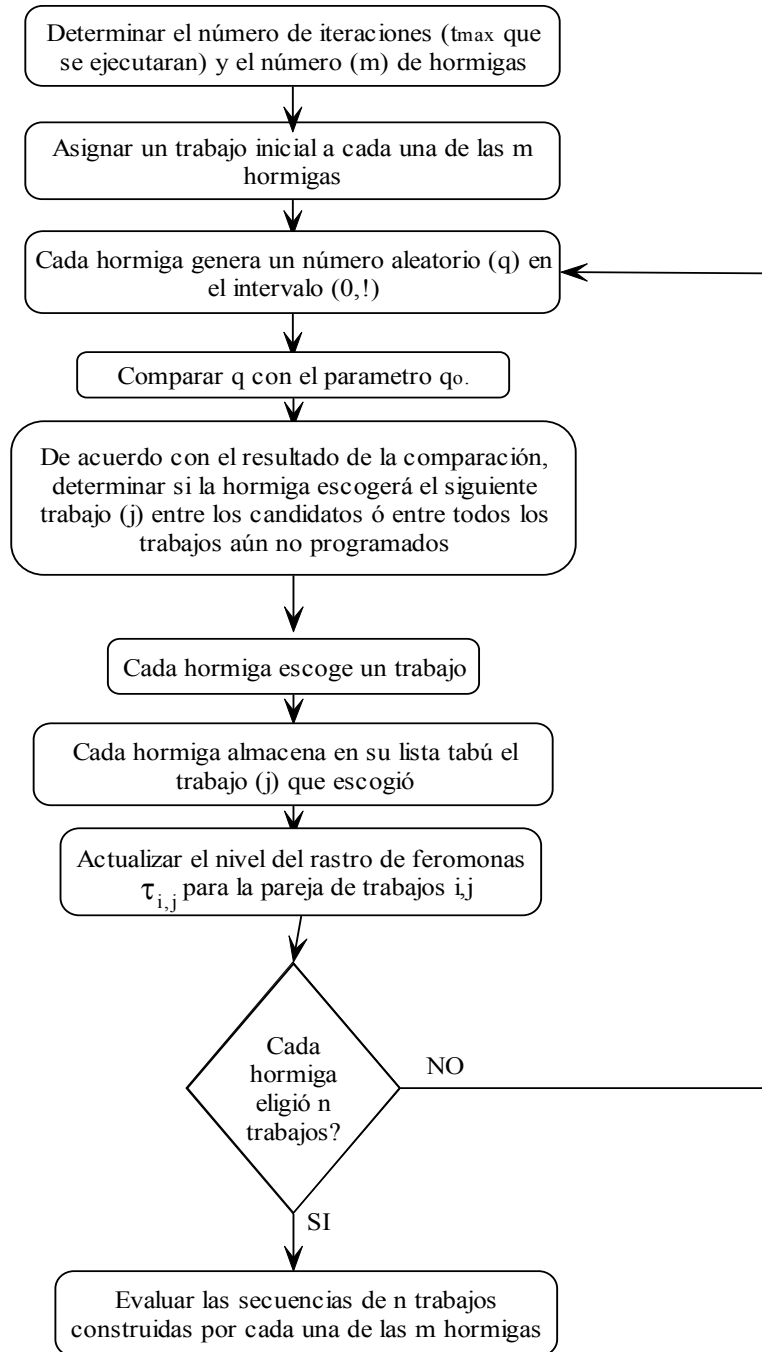 Determinar el número de iteraciones (tmax que
se ejecutaran) y el número (m) de hormigas
Asignar un trabajo inicial a cada una de las m
hormigas
Cada hormiga genera un número aleatorio (q) en
el intervalo (0,!)
Comparar q con el parametro qo.
De acuerdo con el resultado de la comparación,
determinar si la hormiga escogerá el siguiente
trabajo (j) entre los candidatos ó entre todos los
trabajos aún no programados
Cada hormiga escoge un trabajo
Cada hormiga almacena en su lista tabú el
trabajo (j) que escogió
Actualizar el nivel del rastro de feromonas
τi,j para la pareja de trabajos i,j
Cada
hormiga
eligió n
trabajos?
NO
SI
Evaluar las secuencias de n trabajos
construidas por cada una de las m hormigas